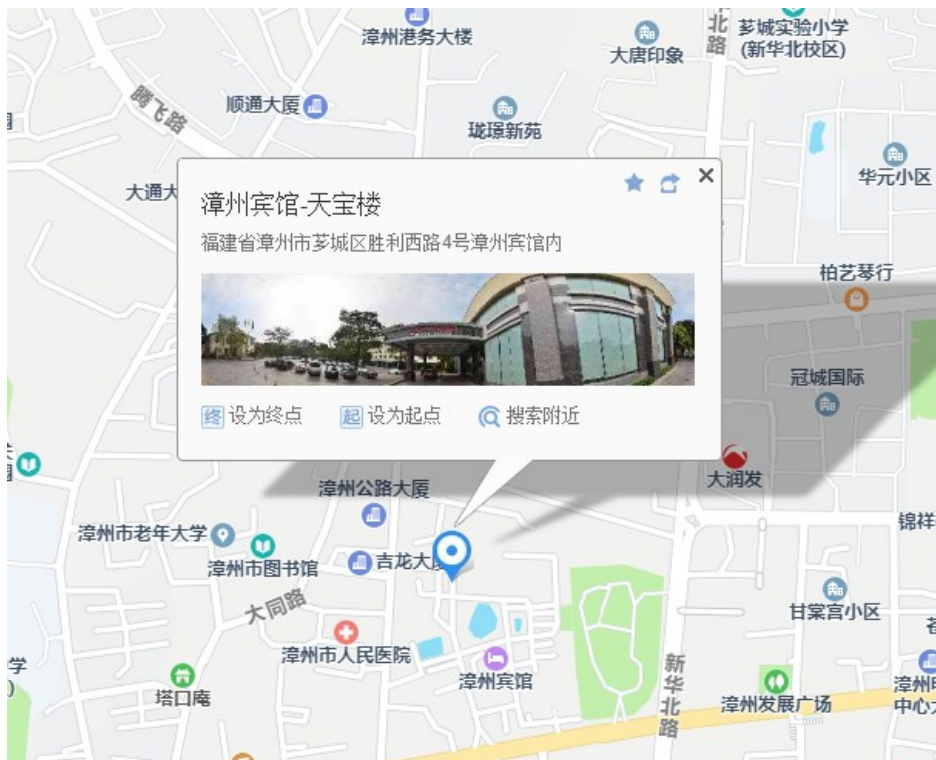 漳州港务大楼
大唐印象
北路
芗城实验小学
(新华北校区)
顺通大厦
腾飞路
珑璟新苑
华元小区
大通大
漳州宾馆-天宝楼
福建省漳州市芗城区胜利西路4号漳州宾馆内
终 设为终点
起 设为起点
搜索附近
柏艺琴行
冠城国际
大润发
漳州公路大厦
锦祥
漳州市老年大学
漳州市图书馆
吉龙大厦
大同路
甘棠宫小区
漳州市人民医院
漳州宾馆
塔口庵
新华北路
漳州发展广场
漳州
中心
学